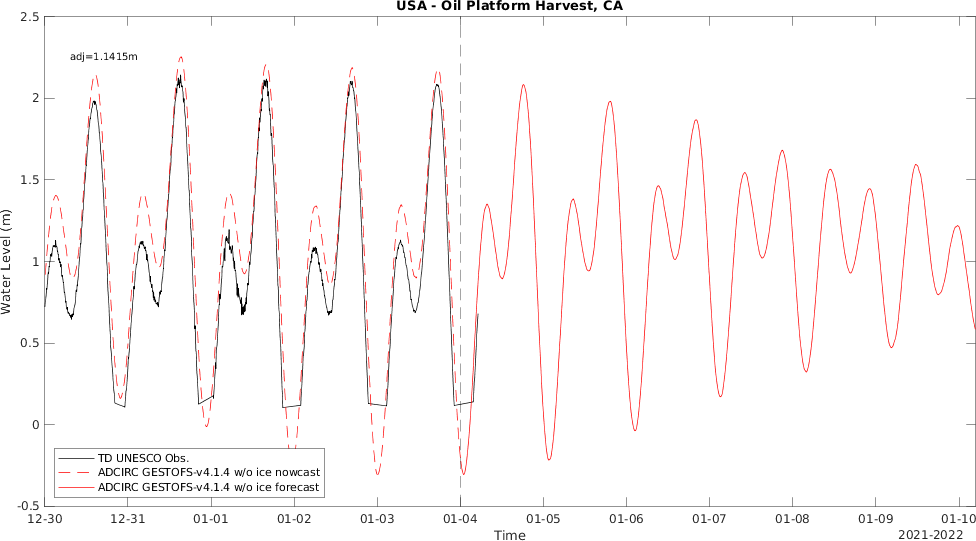 USA - Oil Platform Harvest, CA
adj=1.1415m
Water Level (m)
2.5
2
1.5
1
0.5
0
-0.5
TD UNESCO Obs.
ADCIRC GESTOFS-v4.1.4 w/o ice nowcast
ADCIRC GESTOFS-v4.1.4 w/o ice forecast
12-30 12-31 01-01 01-02 01-03 01-04 01-05 01-06 01-07 01-08 01-09 01-10
Time
2021-2022